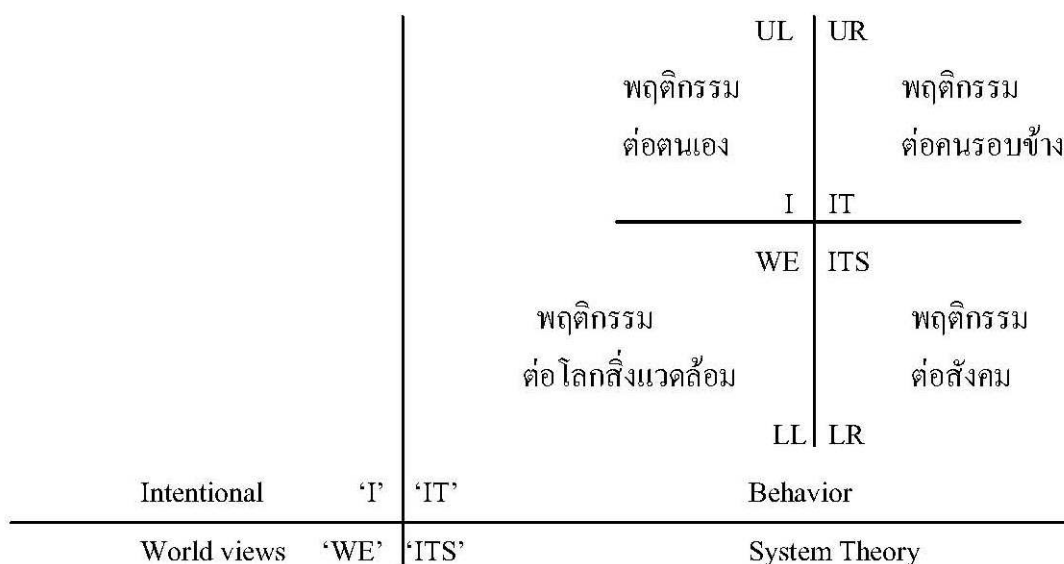 UL UR
พฤติกรรม พฤติกรรม
ต่อตนเอง ต่อคนรอบข้าง
I IT
WE ITS
พฤติกรรม พฤติกรรม
ต่อโลกสิ่งแวดล้อม ต่อสังคม
LL LR
Intentional ‘I’ ‘IT’ Behavior
World views ‘WE’ ‘ITS’ System Theory